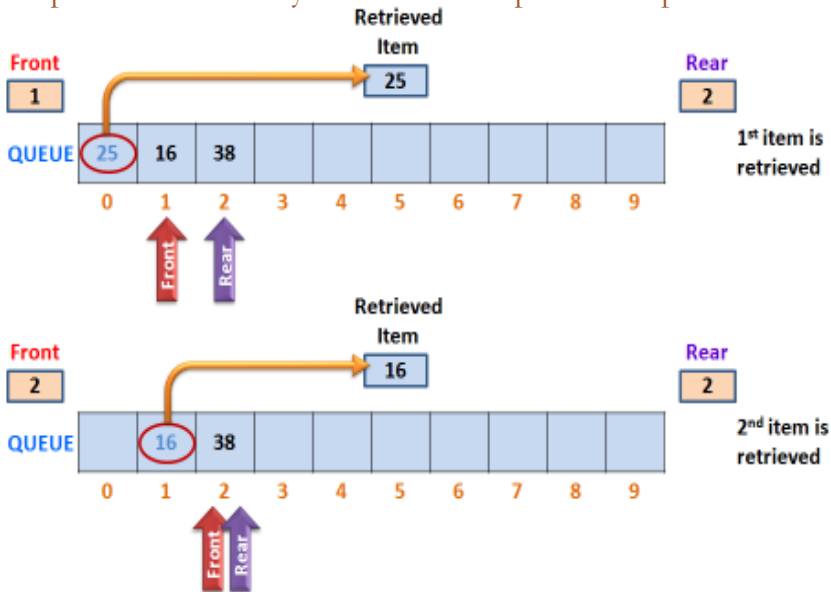 Retrieved
Item
Front
Rear
1
25
2
QUEUE
25 16 38
1st item is
retrieved
0 1 2 3 4 5 6 7 8 9
Front
Rear
Retrieved
Item
Front
Rear
2
16
2
QUEUE
16 38
2nd item is
retrieved
0 1 2 3 4 5 6 7 8 9
Front
Rear